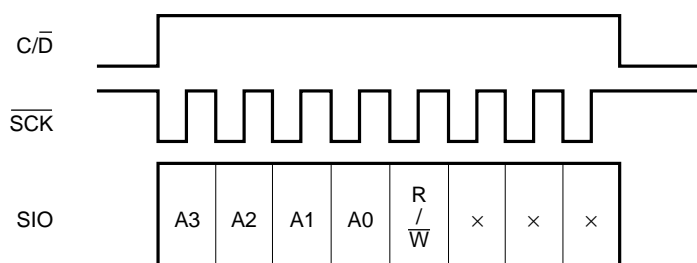 C/D̅
S̅C̅K̅
SIO
A3 A2 A1 A0 R/W̅ × × ×